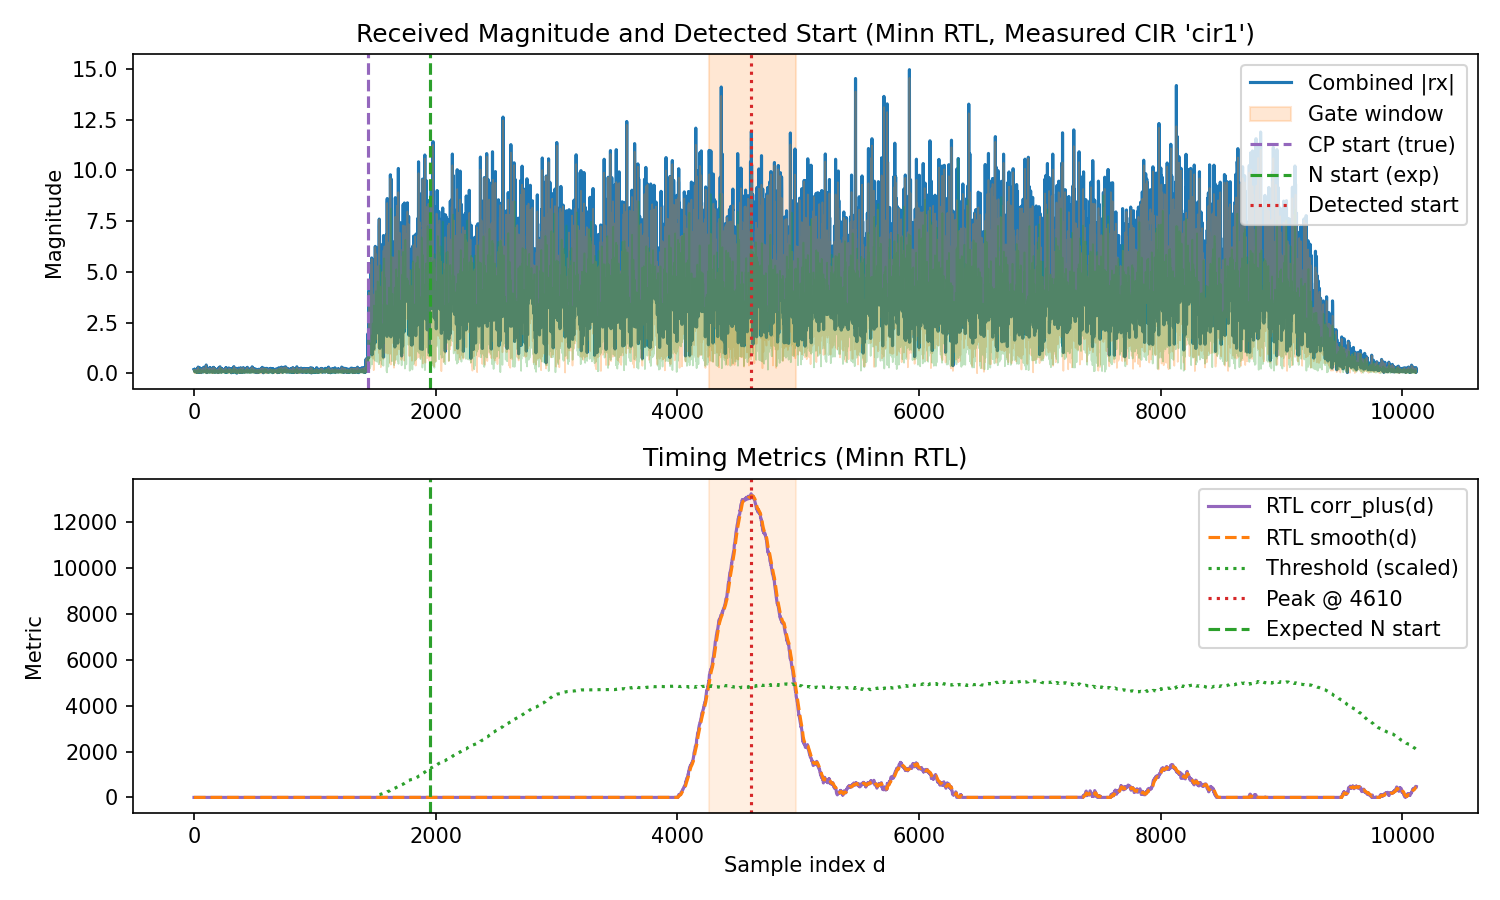 Received Magnitude and Detected Start (Minn RTL, Measured CIR 'cir1')
Magnitude
15.0
12.5
10.0
7.5
5.0
2.5
0.0
Combined |rx|
Gate window
CP start (true)
N start (exp)
Detected start
0 2000 4000 6000 8000 10000
Timing Metrics (Minn RTL)
Metric
12000
10000
8000
6000
4000
2000
0
RTL corr_plus(d)
RTL smooth(d)
Threshold (scaled)
Peak @ 4610
Expected N start
0 2000 4000 6000 8000 10000
Sample index d